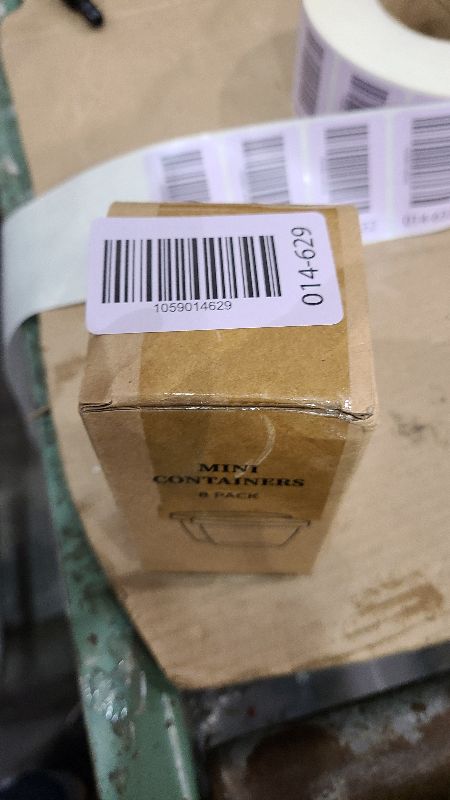 1059014629
014-629
MINI
CONTAINERS
8 PACK